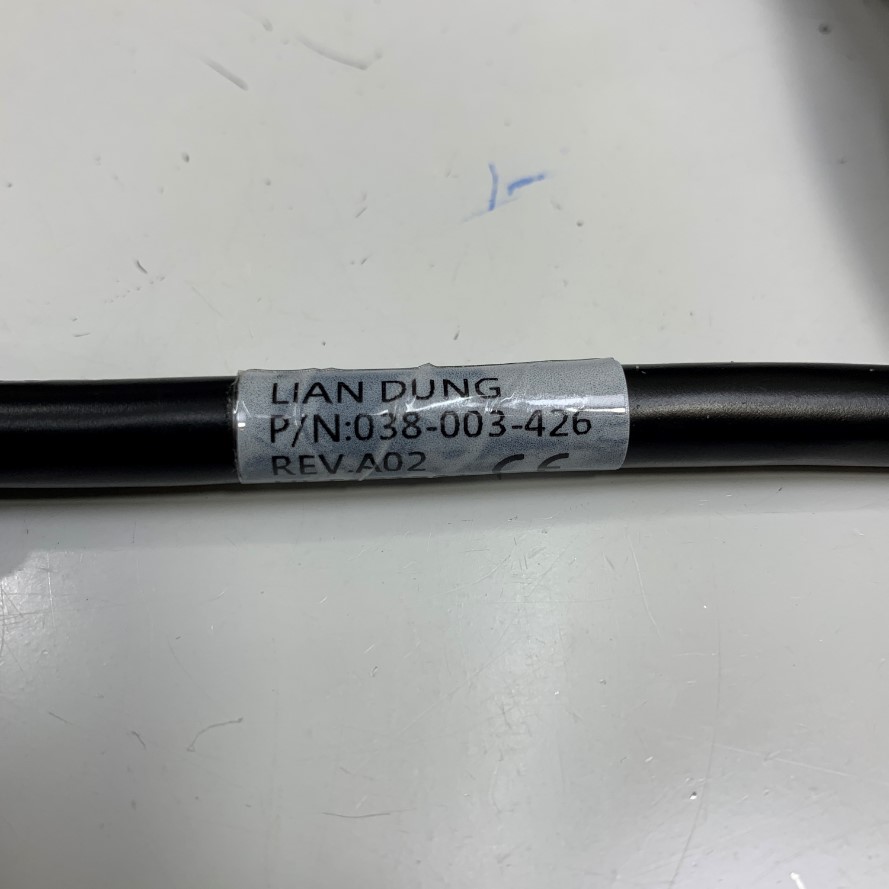 LIAN DUNG
P/N:038-003-426
REV.A02 CE